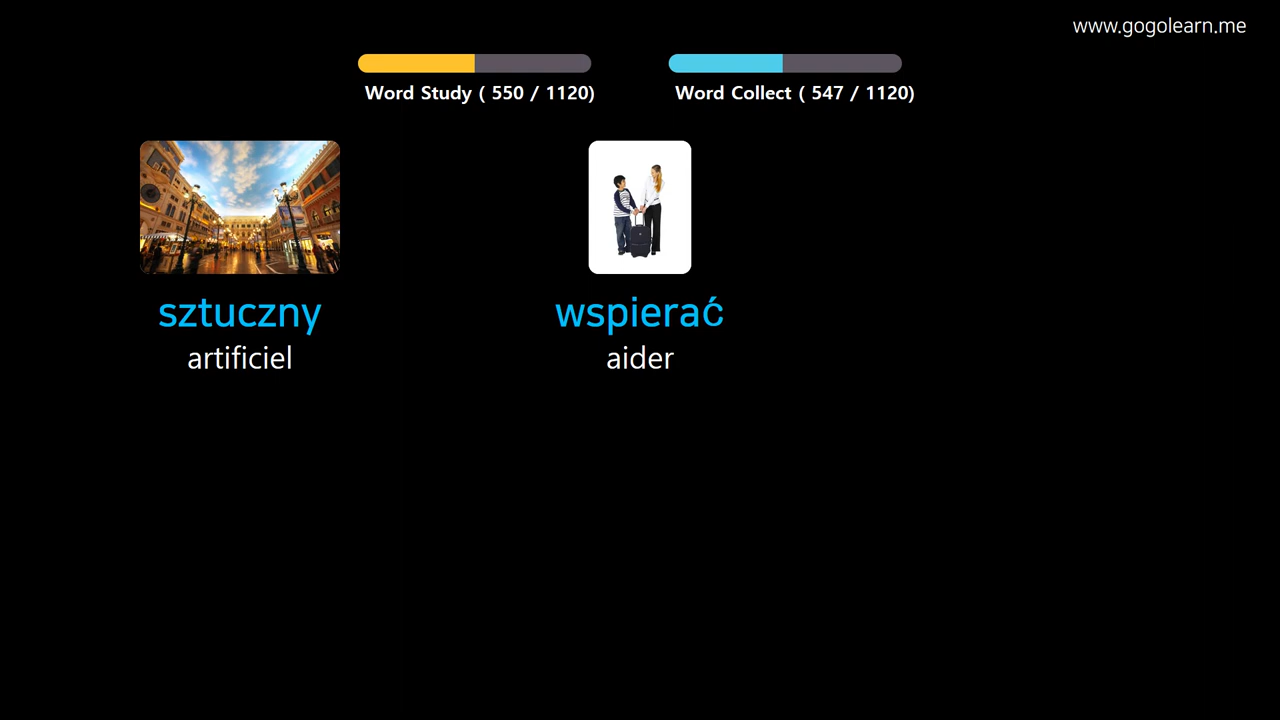 www.gogolearn.me
Word Study ( 550 / 1120)
Word Collect ( 547 / 1120)
sztuczny
artificiel
wspierać
aider